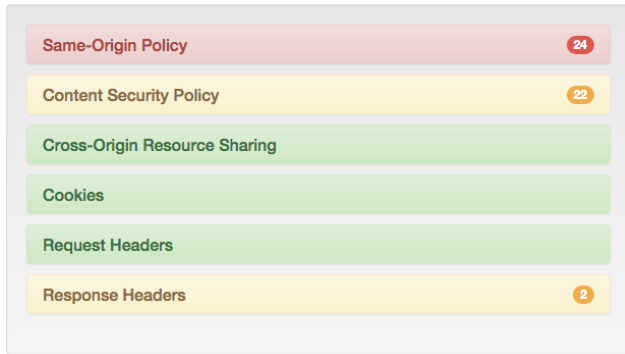 Same-Origin Policy 24
Content Security Policy 22
Cross-Origin Resource Sharing
Cookies
Request Headers
Response Headers 2